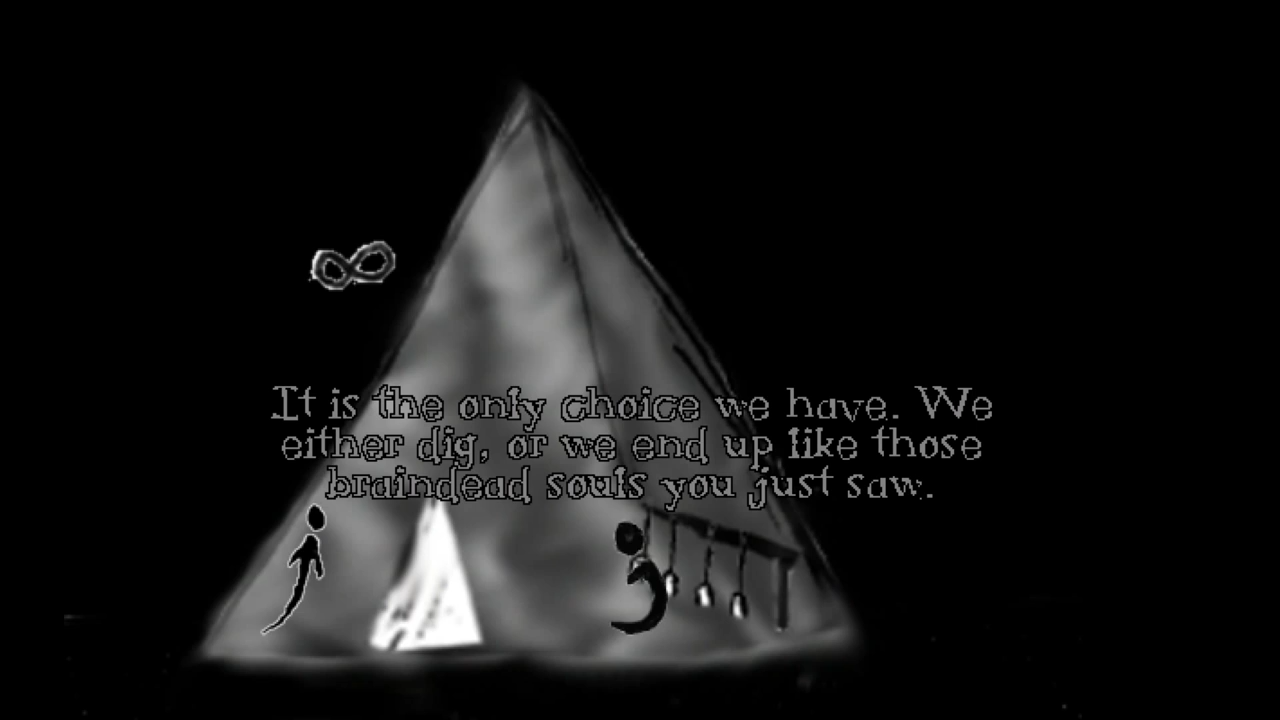 It is the only choice we have. We
either dig, or we end up like those
braindead souls you just saw.